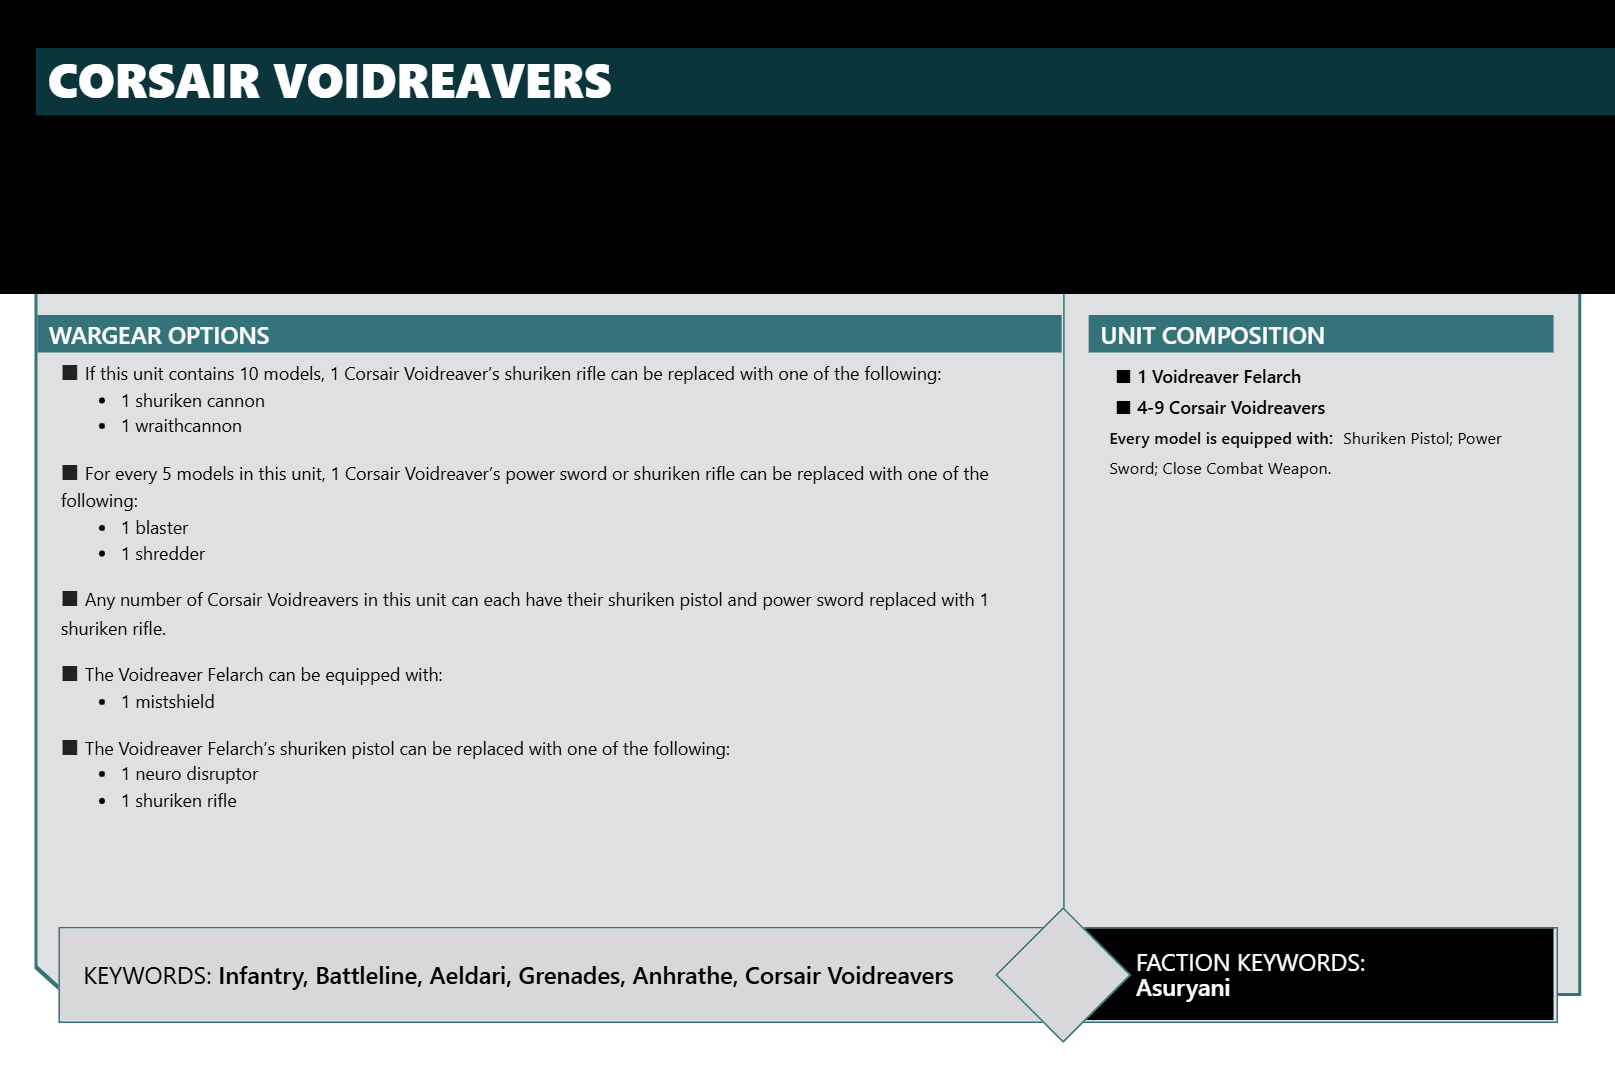 CORSAIR VOIDREAVERS
WARGEAR OPTIONS
■ If this unit contains 10 models, 1 Corsair Voidreaver’s shuriken rifle can be replaced with one of the following:
• 1 shuriken cannon
• 1 wraithcannon
■ For every 5 models in this unit, 1 Corsair Voidreaver’s power sword or shuriken rifle can be replaced with one of the
following:
• 1 blaster
• 1 shredder
■ Any number of Corsair Voidreavers in this unit can each have their shuriken pistol and power sword replaced with 1
shuriken rifle.
■ The Voidreaver Felarch can be equipped with:
• 1 mistshield
■ The Voidreaver Felarch’s shuriken pistol can be replaced with one of the following:
• 1 neuro disruptor
• 1 shuriken rifle
UNIT COMPOSITION
■ 1 Voidreaver Felarch
■ 4-9 Corsair Voidreavers
Every model is equipped with: Shuriken Pistol; Power
Sword; Close Combat Weapon.
KEYWORDS: Infantry, Battleline, Aeldari, Grenades, Anhrathe, Corsair Voidreavers
FACTION KEYWORDS:
Asuryani